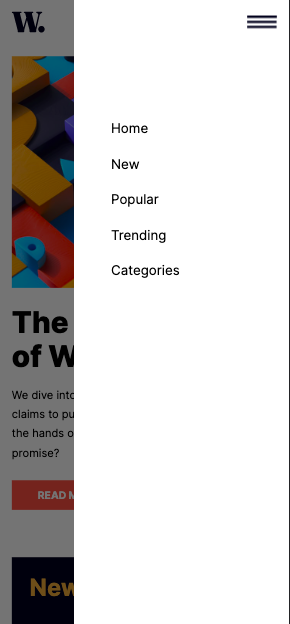 W.
Home
New
Popular
Trending
Categories
The
of W
We dive into
claims to pu
the hands o
promise?
READ M
New